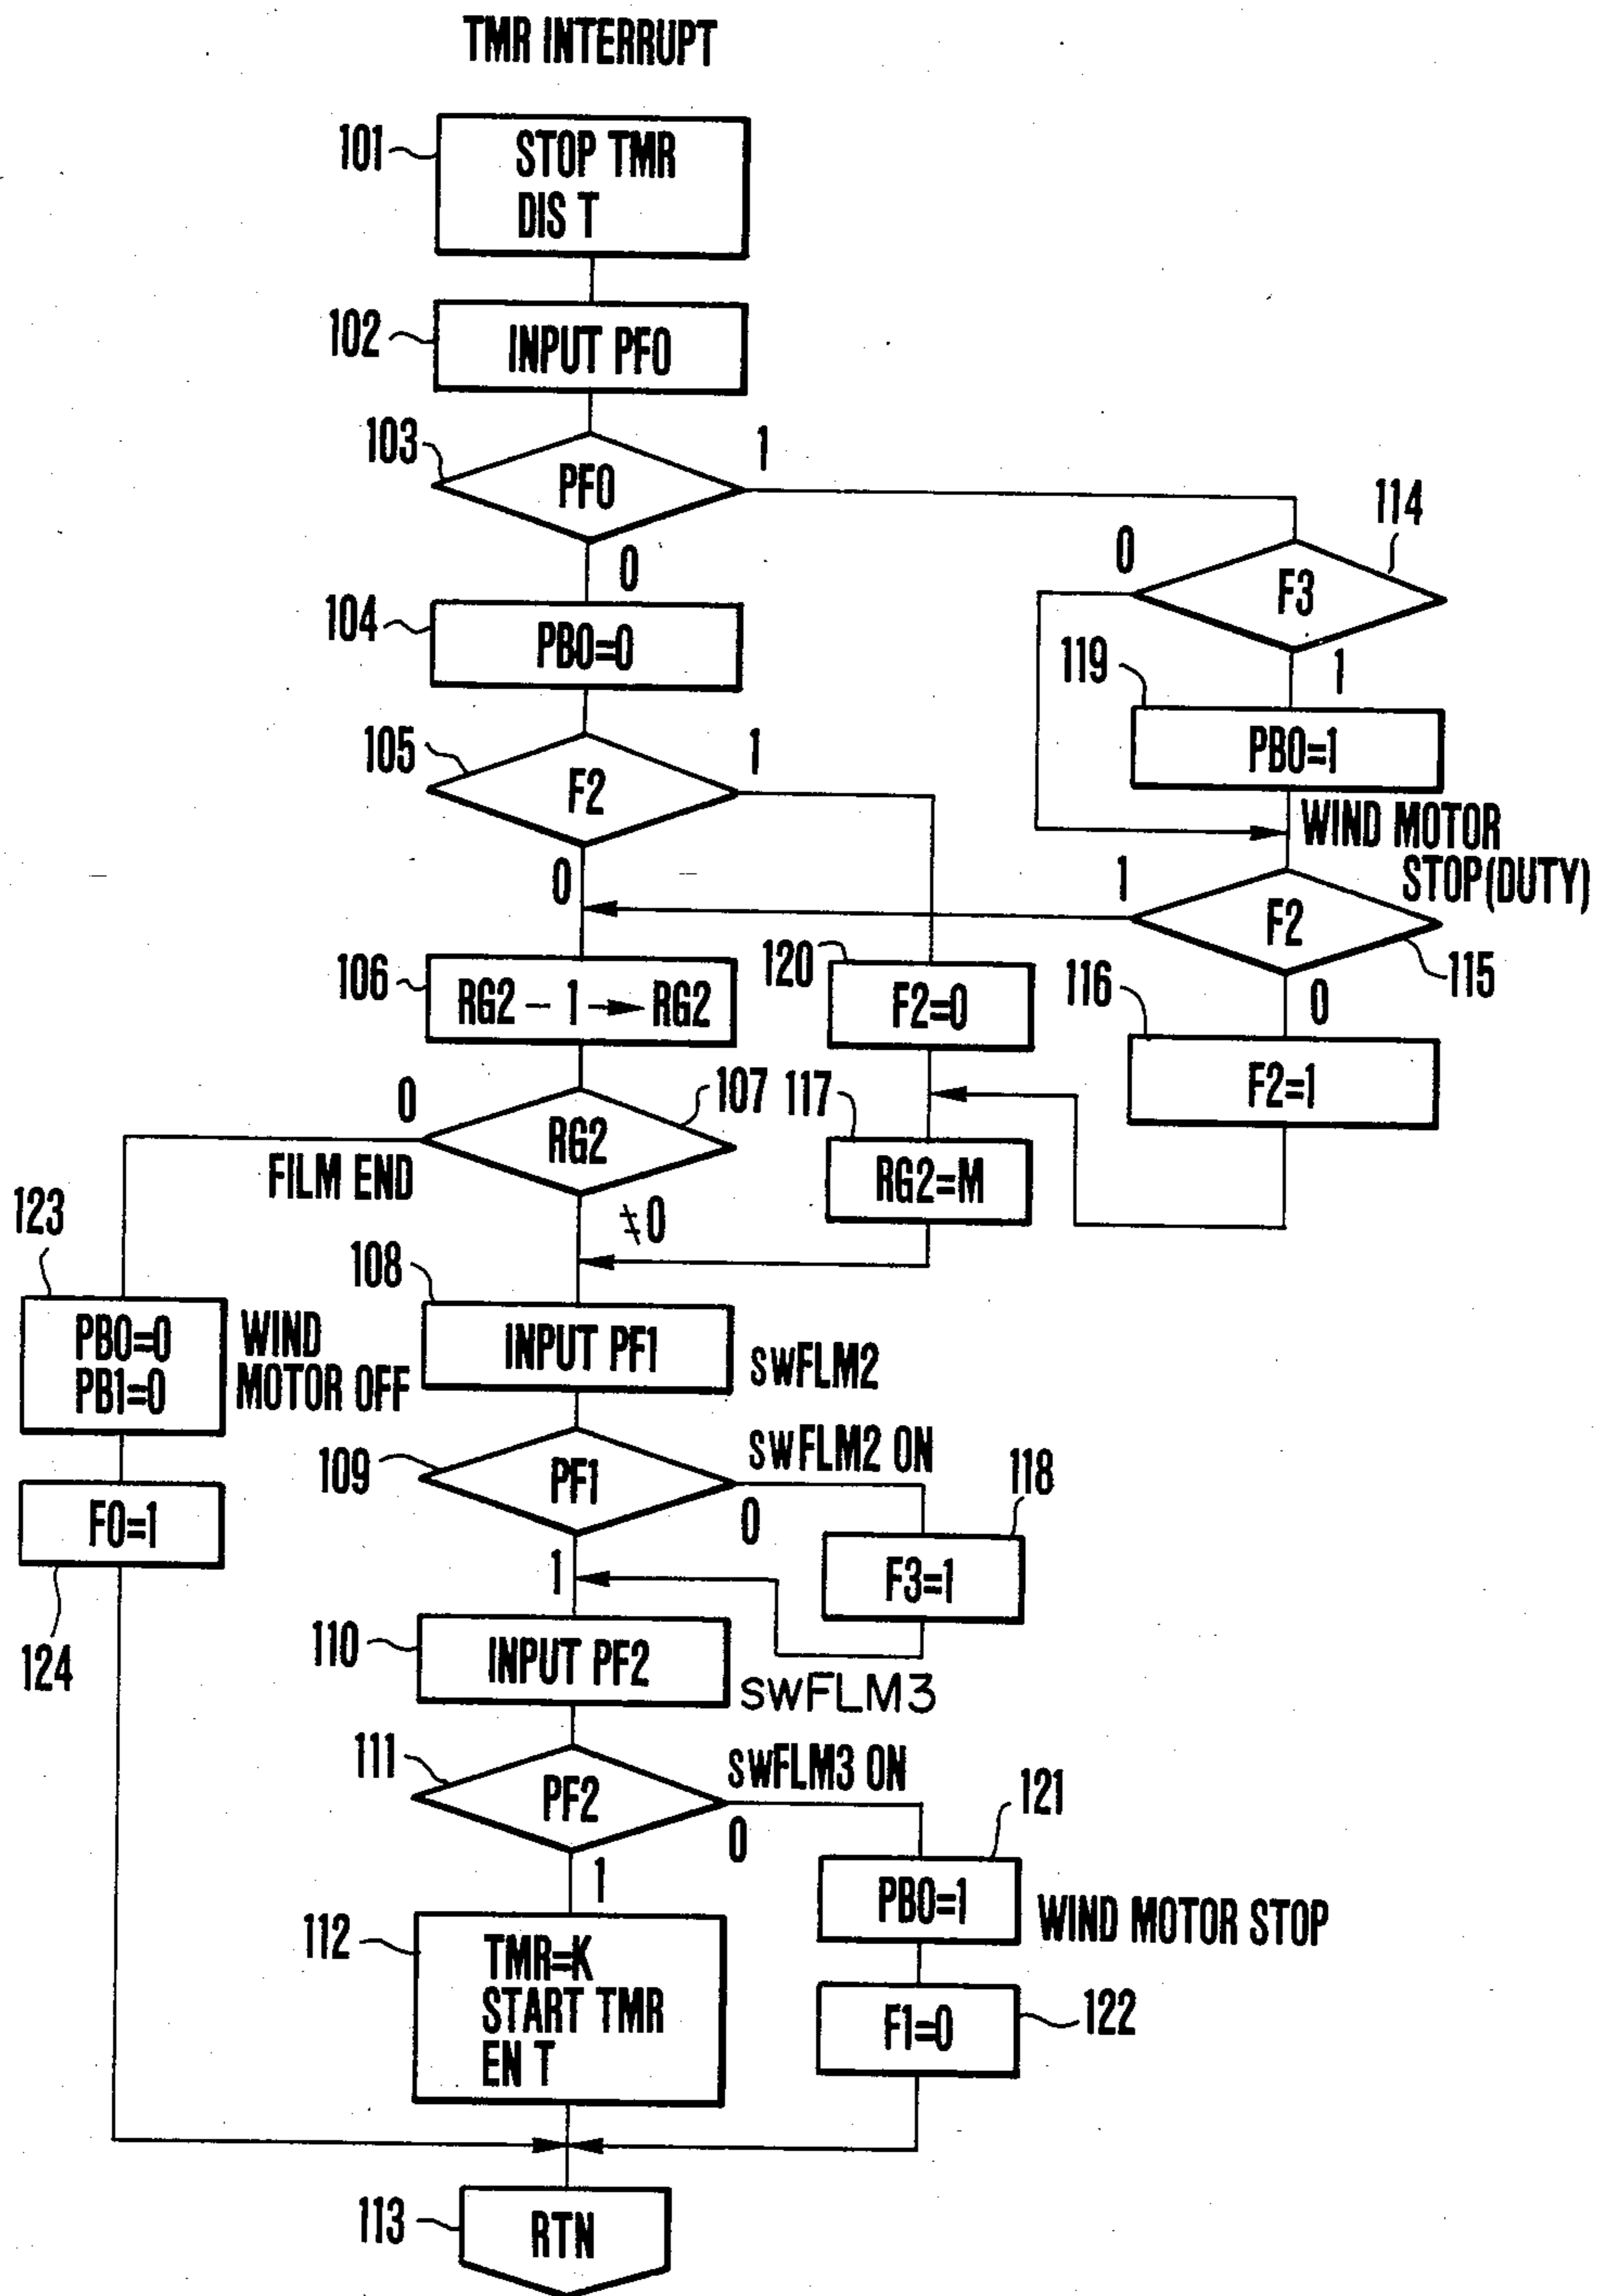 TMR INTERRUPT
101
STOP TMR
DIS T
102
INPUT PF0
103
PF0
1
0
114
F3
0
1
104
PB0=0
119
PB0=1
105
F2
1
0
WIND MOTOR
STOP(DUTY)
1
F2
115
0
106
RG2 - 1 → RG2
120
F2=0
116
F2=1
0
RG2
107
117
RG2=M
FILM END
≠0
123
PB0=0
PB1=0
WIND
MOTOR OFF
108
INPUT PF1
SWFLM2
109
PF1
SWFLM2 ON
0
1
118
F3=1
F0=1
124
110
INPUT PF2
SWFLM3
111
PF2
SWFLM3 ON
0
1
121
PB0=1
WIND MOTOR STOP
112
TMR=K
START TMR
EN T
F1=0
122
113
RTN